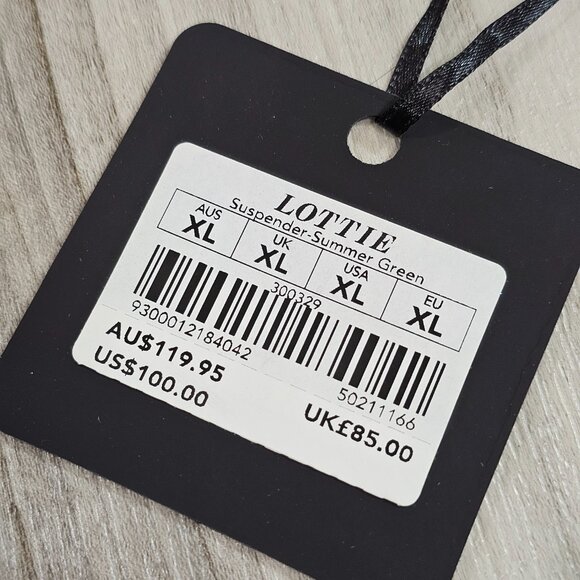 LOTTIE
Suspender-Summer Green
AUS UK USA EU
XL XL XL XL
300329
9300012184042 50211166
AU$119.95
US$100.00 UK£85.00